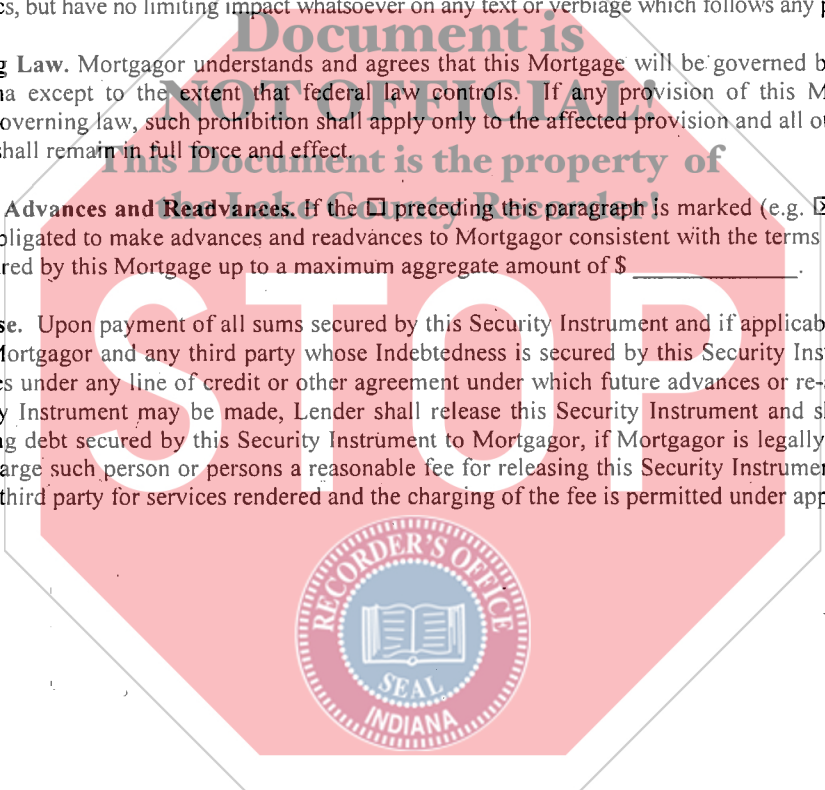 cs, but have no limiting impact whatsoever on any text or verbiage which follows any p
Document is
g Law. Mortgagor understands and agrees that this Mortgage will be governed b
NOT OFFICIAL!
na except to the extent that federal law controls. If any provision of this M
overning law, such prohibition shall apply only to the affected provision and all ot
shall remain in full force and effect.
This Document is the property of
the Lake County Recorder!
Advances and Readvances. If the ☐ preceding this paragraph is marked (e.g. ☒
bligated to make advances and readvances to Mortgagor consistent with the terms
red by this Mortgage up to a maximum aggregate amount of $ ______________.
STOP
se. Upon payment of all sums secured by this Security Instrument and if applicab
Mortgagor and any third party whose Indebtedness is secured by this Security Ins
s under any line of credit or other agreement under which future advances or re-a
y Instrument may be made, Lender shall release this Security Instrument and s
ng debt secured by this Security Instrument to Mortgagor, if Mortgagor is legally
arge such person or persons a reasonable fee for releasing this Security Instrumen
third party for services rendered and the charging of the fee is permitted under app
RECORDER'S OFFICE
SEAL
INDIANA